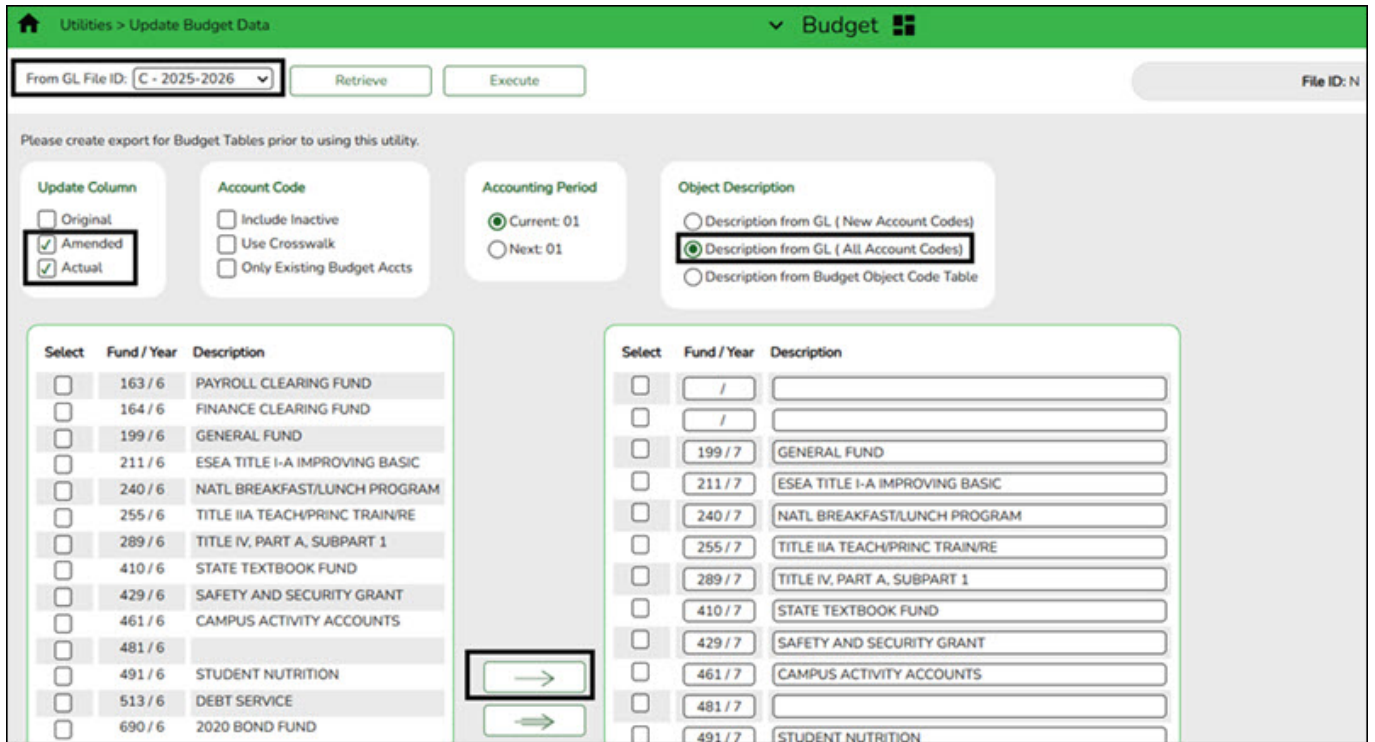 Utilities > Update Budget Data
Budget
From GL File ID: C - 2025-2026
Retrieve
Execute
File ID: N
Please create export for Budget Tables prior to using this utility.
Update Column
Original
Amended
Actual
Account Code
Include Inactive
Use Crosswalk
Only Existing Budget Accts
Accounting Period
Current: 01
Next: 01
Object Description
Description from GL ( New Account Codes)
Description from GL ( All Account Codes)
Description from Budget Object Code Table
Select Fund / Year Description
163 / 6 PAYROLL CLEARING FUND
164 / 6 FINANCE CLEARING FUND
199 / 6 GENERAL FUND
211 / 6 ESEA TITLE I-A IMPROVING BASIC
240 / 6 NATL BREAKFAST/LUNCH PROGRAM
255 / 6 TITLE IIA TEACH/PRINC TRAIN/RE
289 / 6 TITLE IV, PART A, SUBPART 1
410 / 6 STATE TEXTBOOK FUND
429 / 6 SAFETY AND SECURITY GRANT
461 / 6 CAMPUS ACTIVITY ACCOUNTS
481 / 6
491 / 6 STUDENT NUTRITION
513 / 6 DEBT SERVICE
690 / 6 2020 BOND FUND
Select Fund / Year Description
/
/
199 / 7 GENERAL FUND
211 / 7 ESEA TITLE I-A IMPROVING BASIC
240 / 7 NATL BREAKFAST/LUNCH PROGRAM
255 / 7 TITLE IIA TEACH/PRINC TRAIN/RE
289 / 7 TITLE IV, PART A, SUBPART 1
410 / 7 STATE TEXTBOOK FUND
429 / 7 SAFETY AND SECURITY GRANT
461 / 7 CAMPUS ACTIVITY ACCOUNTS
481 / 7
491 / 7 STUDENT NUTRITION